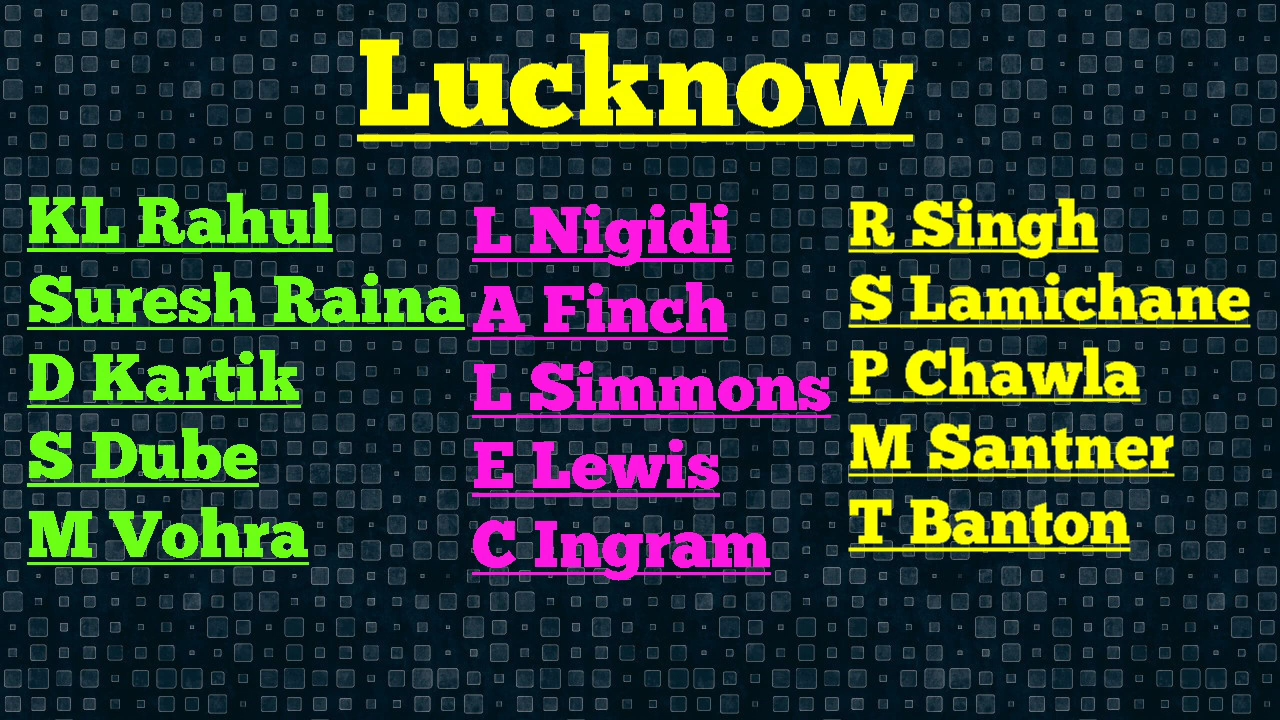 Lucknow
KL Rahul
Suresh Raina
D Kartik
S Dube
M Vohra
L Nigidi
A Finch
L Simmons
E Lewis
C Ingram
R Singh
S Lamichane
P Chawla
M Santner
T Banton